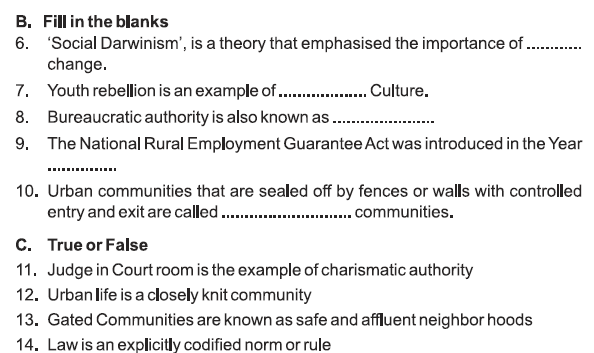 B. Fill in the blanks
6. ‘Social Darwinism’, is a theory that emphasised the importance of ............
change.
7. Youth rebellion is an example of ................... Culture.
8. Bureaucratic authority is also known as ......................
9. The National Rural Employment Guarantee Act was introduced in the Year
...............
10. Urban communities that are sealed off by fences or walls with controlled
entry and exit are called ............................ communities.
C. True or False
11. Judge in Court room is the example of charismatic authority
12. Urban life is a closely knit community
13. Gated Communities are known as safe and affluent neighbor hoods
14. Law is an explicitly codified norm or rule